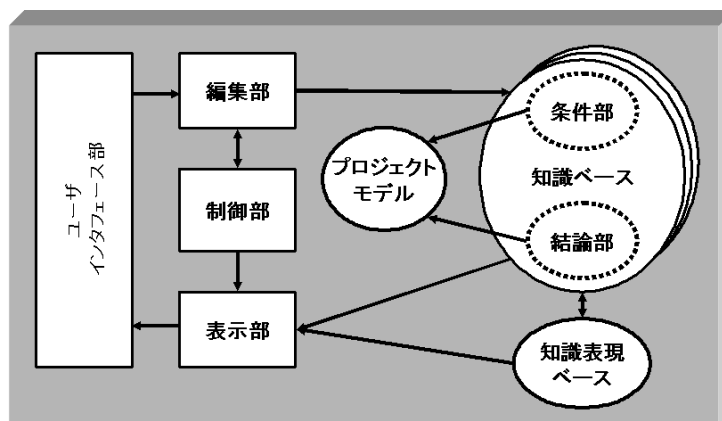 ユーザ
インタフェース部
編集部
制御部
表示部
プロジェクト
モデル
条件部
知識ベース
結論部
知識表現
ベース